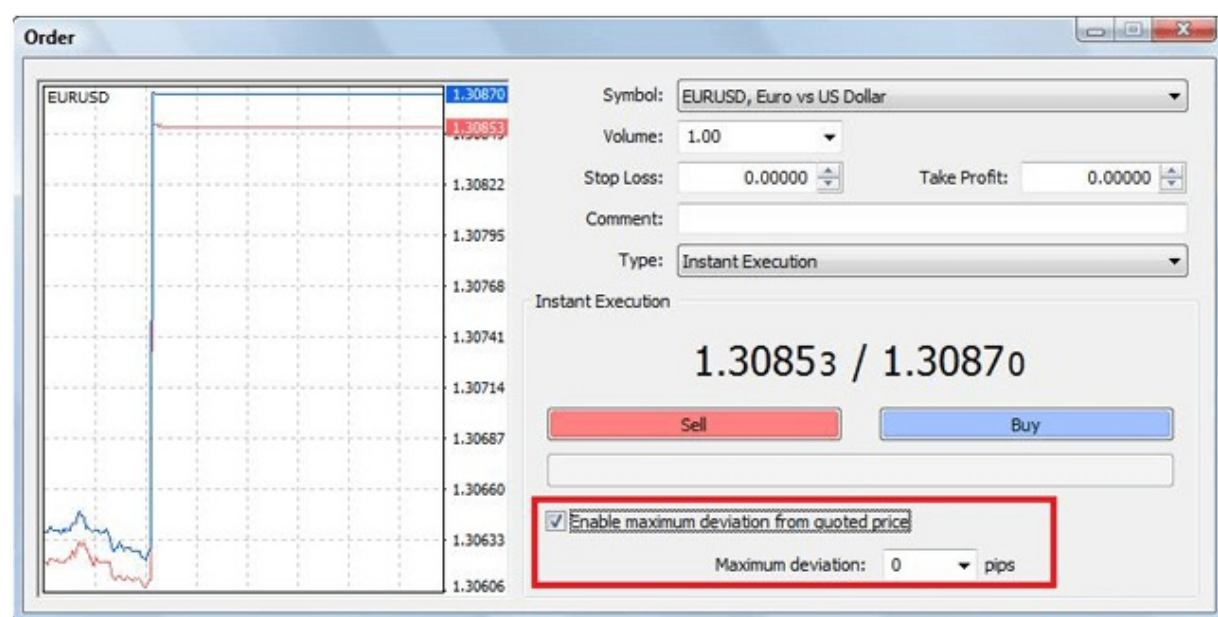 Order
EURUSD
1.30870
1.30853
1.30822
1.30795
1.30768
1.30741
1.30714
1.30687
1.30660
1.30633
1.30606
Symbol: EURUSD, Euro vs US Dollar
Volume: 1.00
Stop Loss: 0.00000 Take Profit: 0.00000
Comment:
Type: Instant Execution
Instant Execution
1.30853 / 1.30870
Sell Buy
Enable maximum deviation from quoted price
Maximum deviation: 0 pips